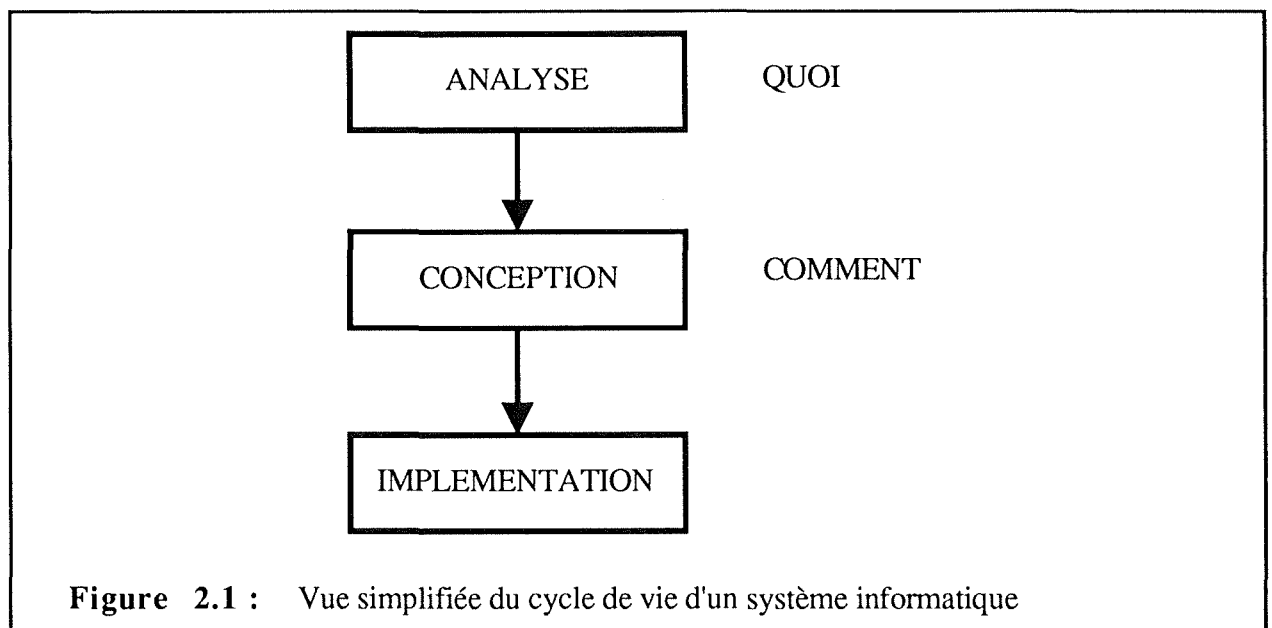 ANALYSE QUOI
CONCEPTION COMMENT
IMPLEMENTATION
Figure 2.1 : Vue simplifiée du cycle de vie d'un système informatique